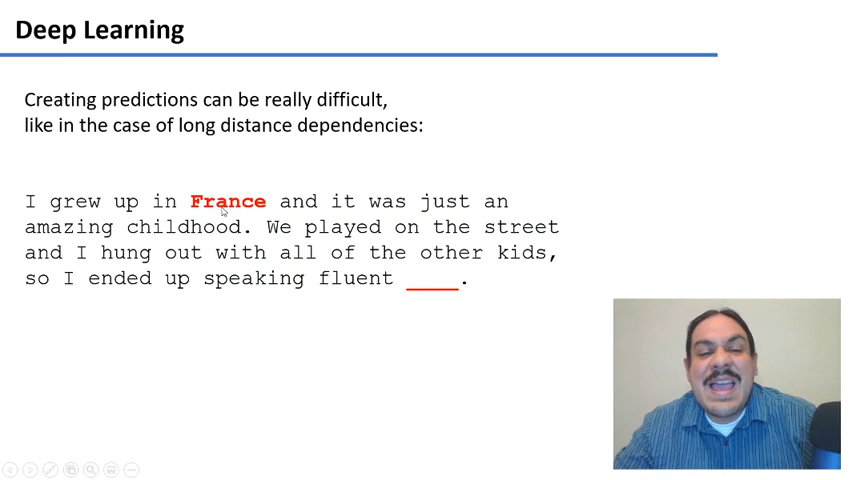 Deep Learning
Creating predictions can be really difficult,
like in the case of long distance dependencies:
I grew up in France and it was just an
amazing childhood. We played on the street
and I hung out with all of the other kids,
so I ended up speaking fluent ____.